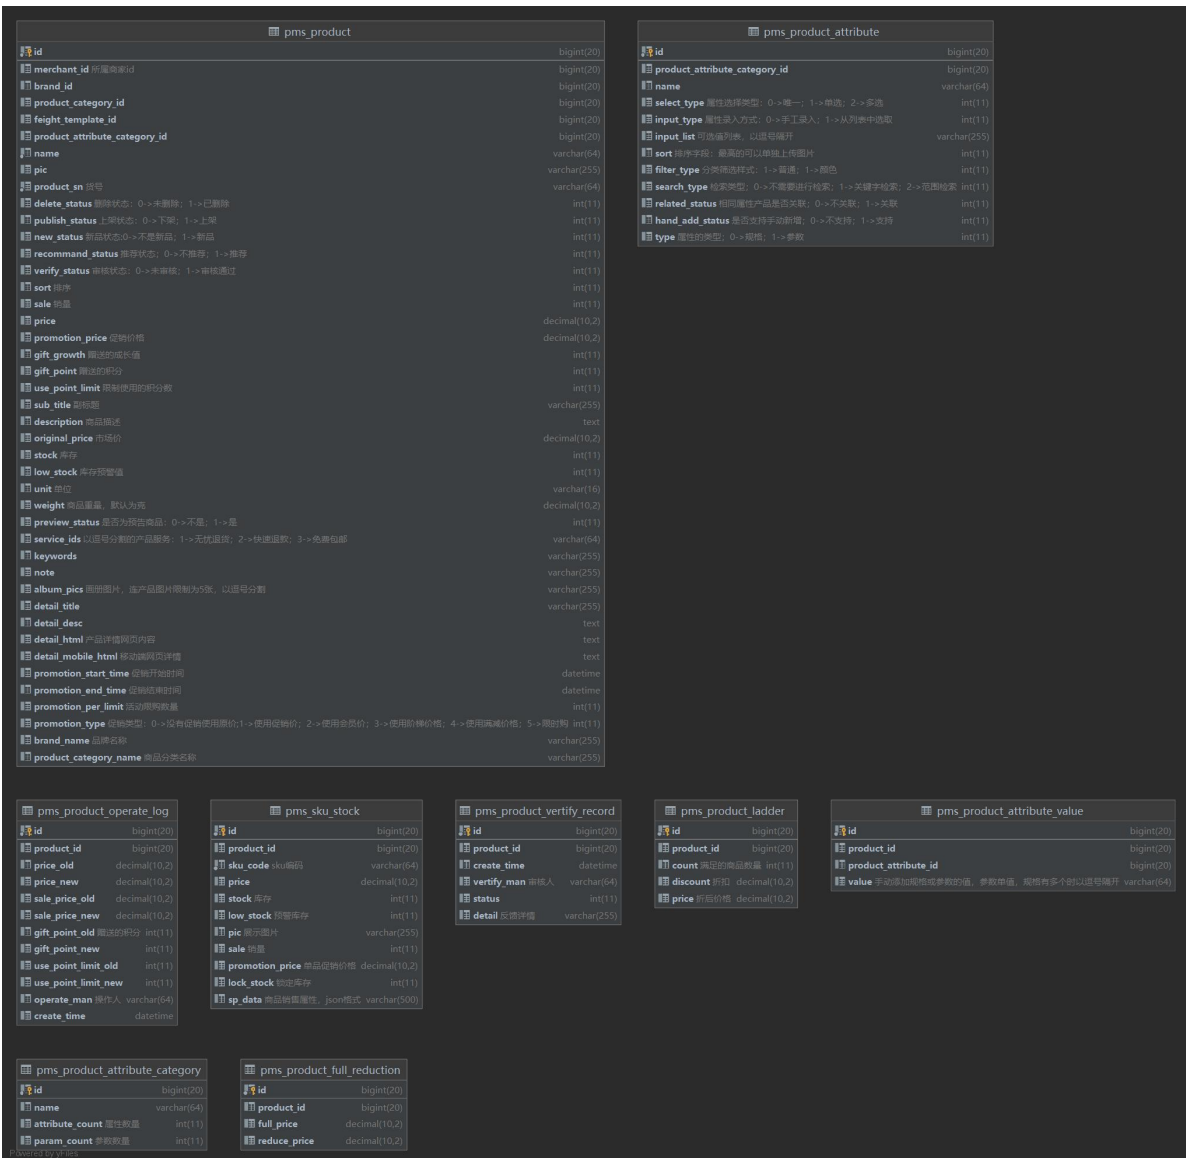 pms_product
id bigint(20)
merchant_id 所属商家id bigint(20)
brand_id bigint(20)
product_category_id bigint(20)
feight_template_id bigint(20)
product_attribute_category_id bigint(20)
name varchar(64)
pic varchar(255)
product_sn 货号 varchar(64)
delete_status 删除状态：0->未删除；1->已删除 int(11)
publish_status 上架状态：0->下架；1->上架 int(11)
new_status 新品状态:0->不是新品；1->新品 int(11)
recommand_status 推荐状态；0->不推荐；1->推荐 int(11)
verify_status 审核状态：0->未审核；1->审核通过 int(11)
sort 排序 int(11)
sale 销量 int(11)
price decimal(10,2)
promotion_price 促销价格 decimal(10,2)
gift_growth 赠送的成长值 int(11)
gift_point 赠送的积分 int(11)
use_point_limit 限制使用的积分数 int(11)
sub_title 副标题 varchar(255)
description 商品描述 text
original_price 市场价 decimal(10,2)
stock 库存 int(11)
low_stock 库存预警值 int(11)
unit 单位 varchar(16)
weight 商品重量，默认为克 decimal(10,2)
preview_status 是否为预告商品：0->不是；1->是 int(11)
service_ids 以逗号分割的产品服务：1->无忧退货；2->快速退款；3->免费包邮 varchar(64)
keywords varchar(255)
note varchar(255)
album_pics 画册图片，连产品图片限制为5张，以逗号分割 varchar(255)
detail_title varchar(255)
detail_desc text
detail_html 产品详情网页内容 text
detail_mobile_html 移动端网页详情 text
promotion_start_time 促销开始时间 datetime
promotion_end_time 促销结束时间 datetime
promotion_per_limit 活动限购数量 int(11)
promotion_type 促销类型：0->没有促销使用原价;1->使用促销价；2->使用会员价；3->使用阶梯价格；4->使用满减价格；5->限时购 int(11)
brand_name 品牌名称 varchar(255)
product_category_name 商品分类名称 varchar(255)
pms_product_attribute
id bigint(20)
product_attribute_category_id bigint(20)
name varchar(64)
select_type 属性选择类型：0->唯一；1->单选；2->多选 int(11)
input_type 属性录入方式：0->手工录入；1->从列表中选取 int(11)
input_list 可选值列表，以逗号隔开 varchar(255)
sort 排序字段：最高的可以单独上传图片 int(11)
filter_type 分类筛选样式：1->普通；1->颜色 int(11)
search_type 检索类型；0->不需要进行检索；1->关键字检索；2->范围检索 int(11)
related_status 相同属性产品是否关联；0->不关联；1->关联 int(11)
hand_add_status 是否支持手动新增；0->不支持；1->支持 int(11)
type 属性的类型；0->规格；1->参数 int(11)
pms_product_operate_log
id bigint(20)
product_id bigint(20)
price_old decimal(10,2)
price_new decimal(10,2)
sale_price_old decimal(10,2)
sale_price_new decimal(10,2)
gift_point_old 赠送的积分 int(11)
gift_point_new int(11)
use_point_limit_old int(11)
use_point_limit_new int(11)
operate_man 操作人 varchar(64)
create_time datetime
pms_sku_stock
id bigint(20)
product_id bigint(20)
sku_code sku编码 varchar(64)
price decimal(10,2)
stock 库存 int(11)
low_stock 预警库存 int(11)
pic 展示图片 varchar(255)
sale 销量 int(11)
promotion_price 单品促销价格 decimal(10,2)
lock_stock 锁定库存 int(11)
sp_data 商品销售属性，json格式 varchar(500)
pms_product_vertify_record
id bigint(20)
product_id bigint(20)
create_time datetime
vertify_man 审核人 varchar(64)
status int(11)
detail 反馈详情 varchar(255)
pms_product_ladder
id bigint(20)
product_id bigint(20)
count 满足的商品数量 int(11)
discount 折扣 decimal(10,2)
price 折后价格 decimal(10,2)
pms_product_attribute_value
id bigint(20)
product_id bigint(20)
product_attribute_id bigint(20)
value 手动添加规格或参数的值，参数单值，规格有多个时以逗号隔开 varchar(64)
pms_product_attribute_category
id bigint(20)
name varchar(64)
attribute_count 属性数量 int(11)
param_count 参数数量 int(11)
pms_product_full_reduction
id bigint(20)
product_id bigint(20)
full_price decimal(10,2)
reduce_price decimal(10,2)
Powered by yFiles